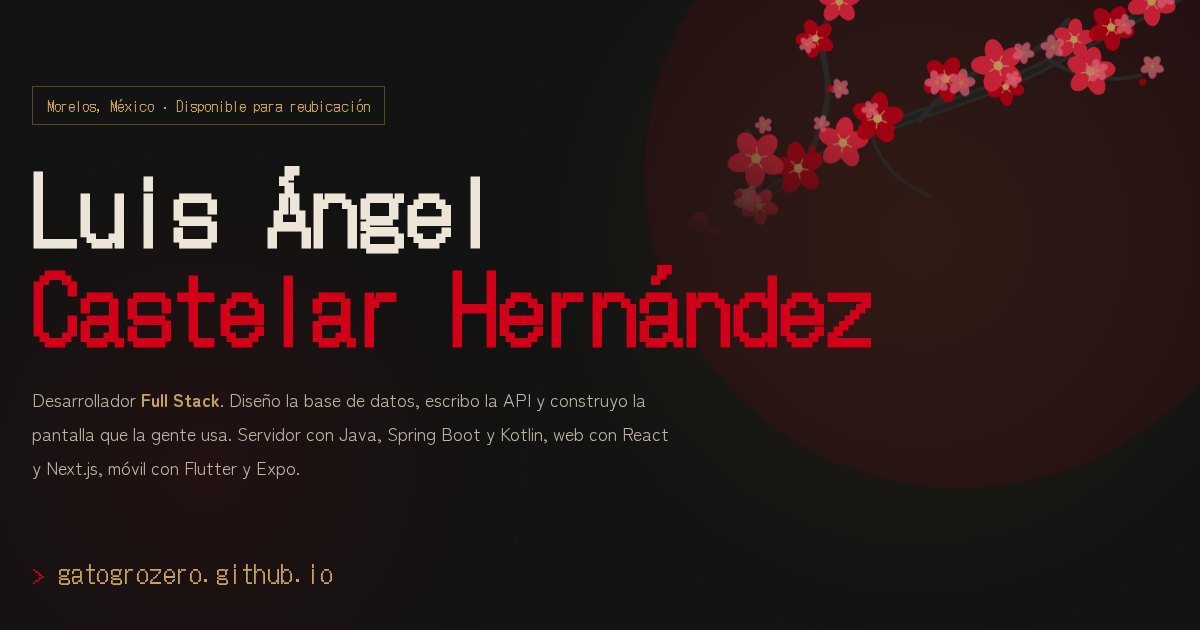 Morelos, México · Disponible para reubicación
Luis Ángel
Castelar Hernández
Desarrollador Full Stack. Diseño la base de datos, escribo la API y construyo la
pantalla que la gente usa. Servidor con Java, Spring Boot y Kotlin, web con React
y Next.js, móvil con Flutter y Expo.
> gatogrozero.github.io